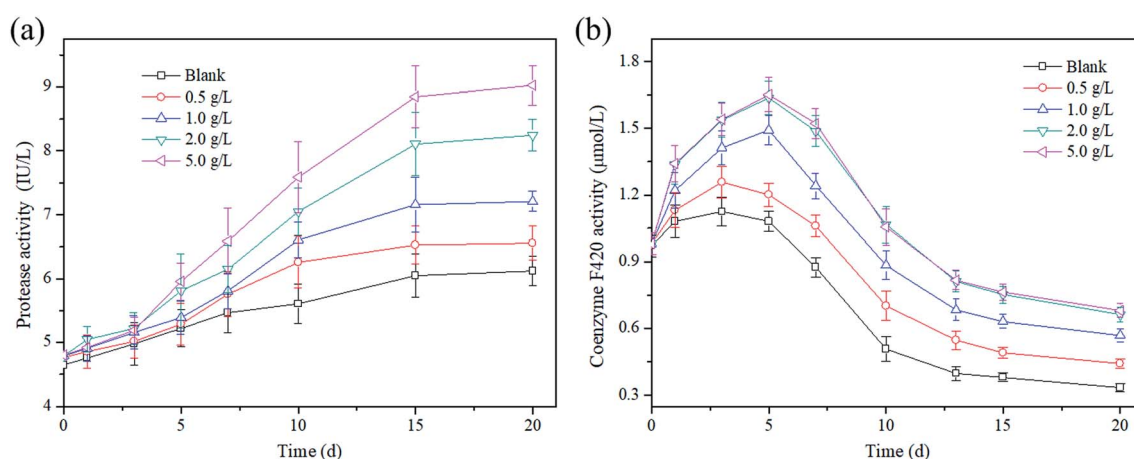 (a)
Protease activity (IU/L)
9
8
7
6
5
4
Blank
0.5 g/L
1.0 g/L
2.0 g/L
5.0 g/L
0 5 10 15 20
Time (d)
(b)
Coenzyme F420 activity (μmol/L)
1.8
1.5
1.2
0.9
0.6
0.3
Blank
0.5 g/L
1.0 g/L
2.0 g/L
5.0 g/L
0 5 10 15 20
Time (d)